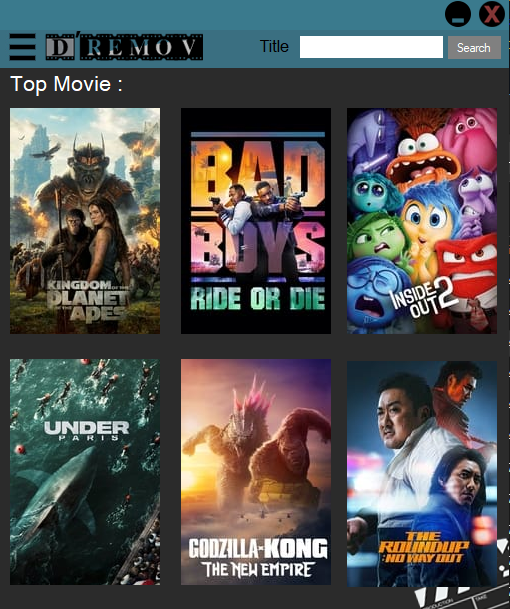 X
D'REMOV
Title
Search
Top Movie :
KINGDOM OF THE
PLANET
OF THE APES
BAD
BOYS
RIDE OR DIE
INSIDE
OUT 2
UNDER
PARIS
GODZILLA-KONG
THE NEW EMPIRE
THE
ROUNDUP
:NO WAY OUT
TAKE